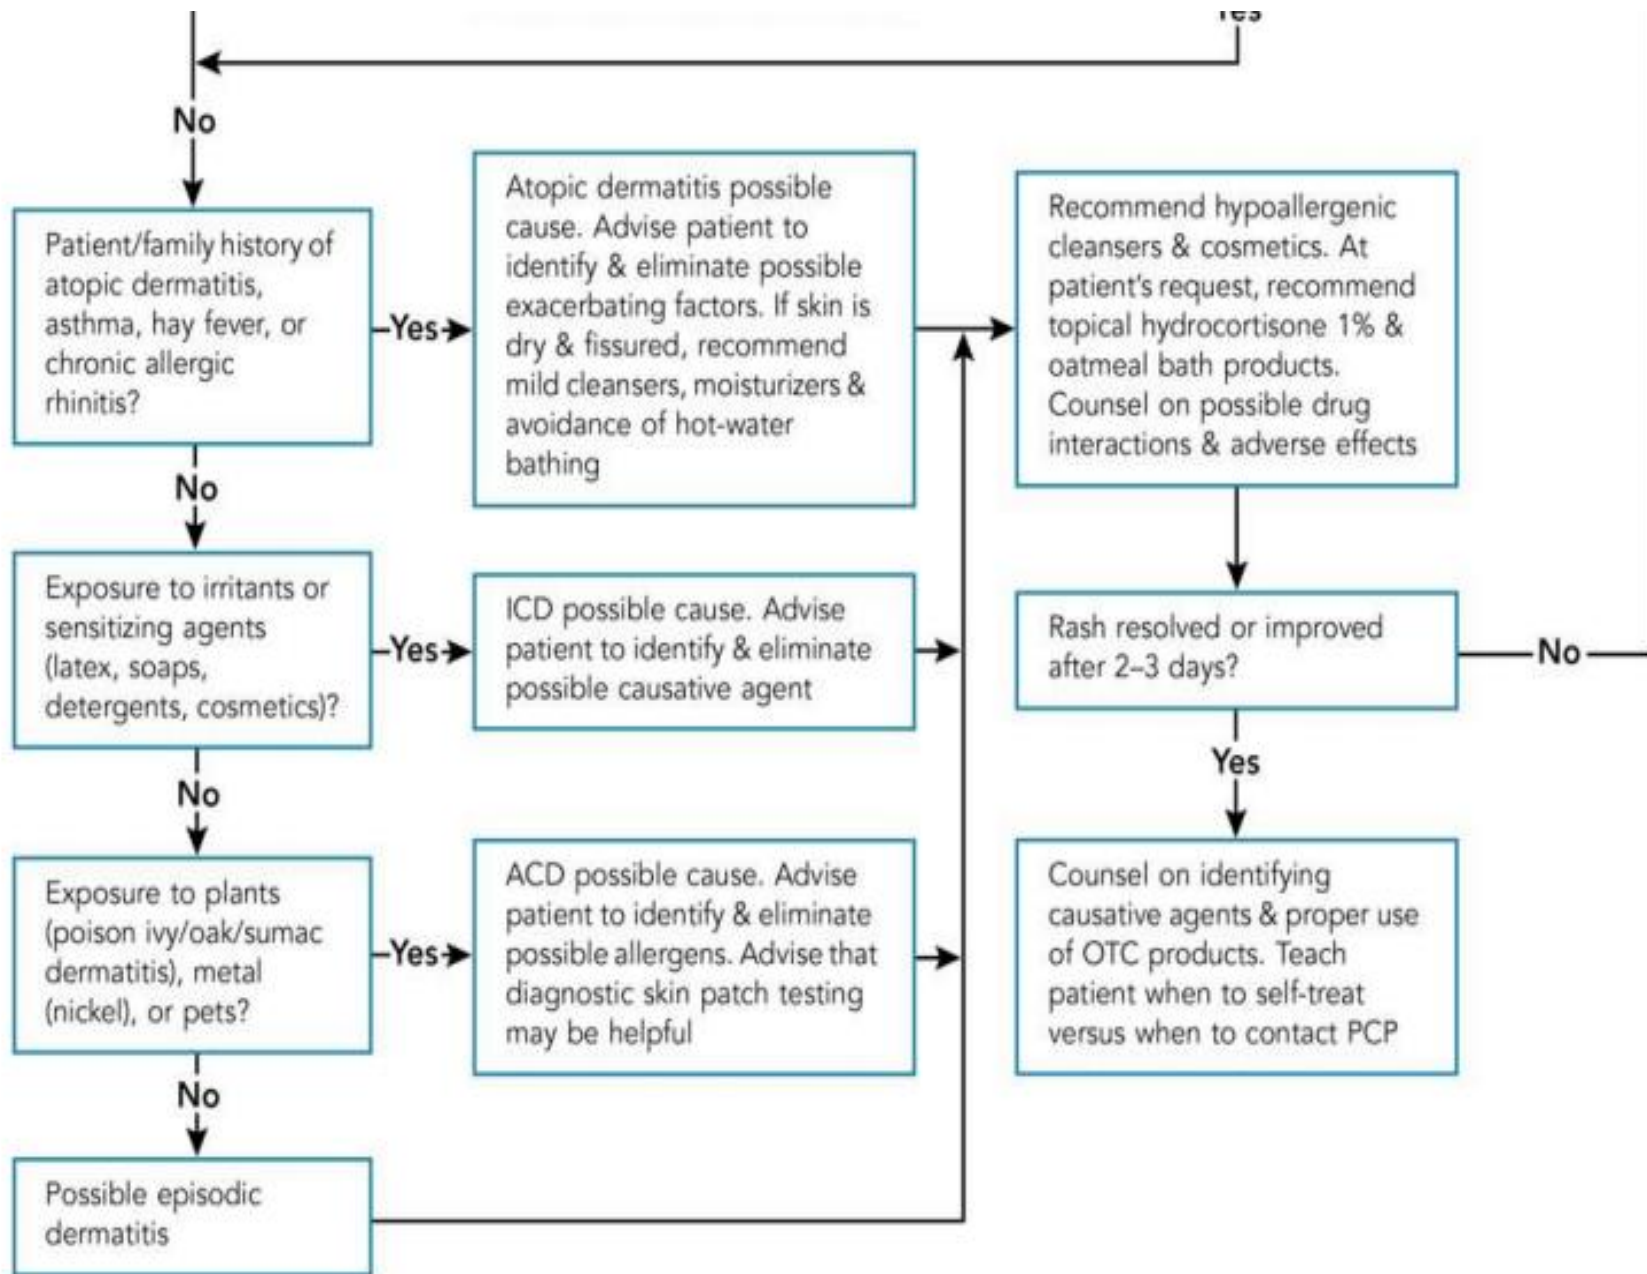 Yes
No
Patient/family history of
atopic dermatitis,
asthma, hay fever, or
chronic allergic
rhinitis?
Yes
Atopic dermatitis possible
cause. Advise patient to
identify & eliminate possible
exacerbating factors. If skin is
dry & fissured, recommend
mild cleansers, moisturizers &
avoidance of hot-water
bathing
Recommend hypoallergenic
cleansers & cosmetics. At
patient's request, recommend
topical hydrocortisone 1% &
oatmeal bath products.
Counsel on possible drug
interactions & adverse effects
No
Exposure to irritants or
sensitizing agents
(latex, soaps,
detergents, cosmetics)?
Yes
ICD possible cause. Advise
patient to identify & eliminate
possible causative agent
Rash resolved or improved
after 2–3 days?
No
Yes
No
Exposure to plants
(poison ivy/oak/sumac
dermatitis), metal
(nickel), or pets?
Yes
ACD possible cause. Advise
patient to identify & eliminate
possible allergens. Advise that
diagnostic skin patch testing
may be helpful
Counsel on identifying
causative agents & proper use
of OTC products. Teach
patient when to self-treat
versus when to contact PCP
No
Possible episodic
dermatitis